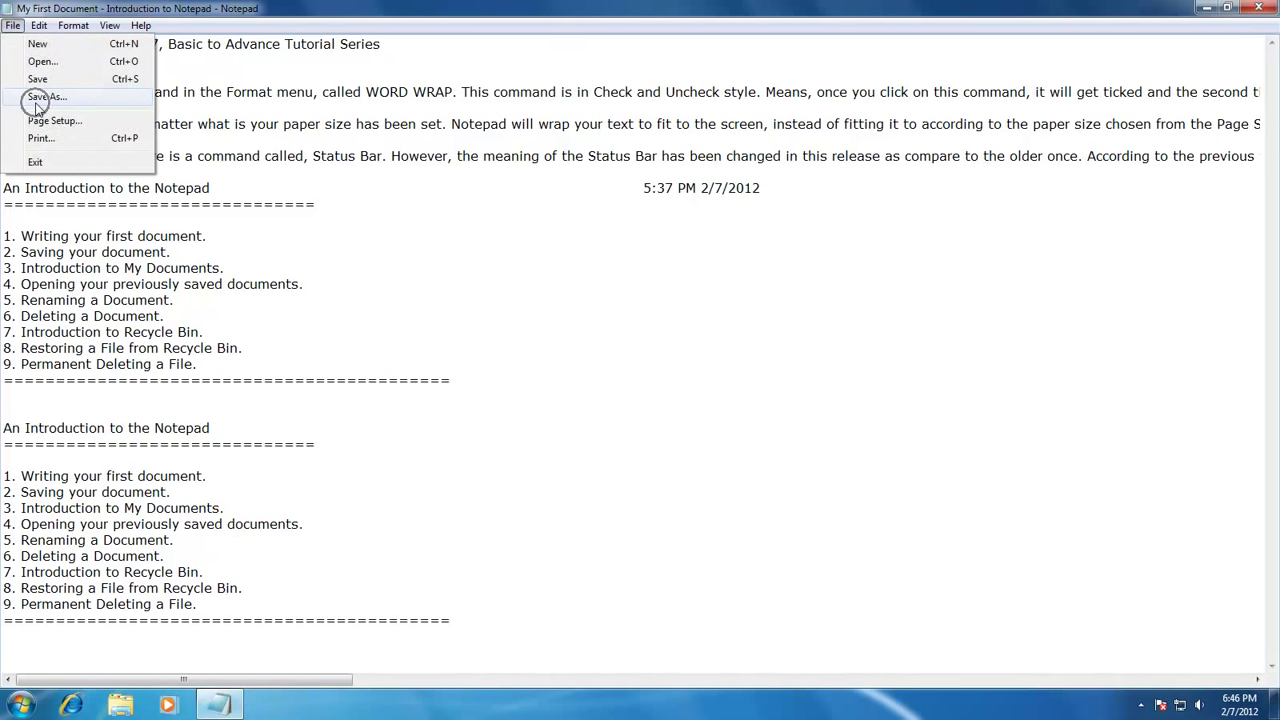 My First Document - Introduction to Notepad - Notepad
File Edit Format View Help
New Ctrl+N
Open... Ctrl+O
Save Ctrl+S
Save As...
Page Setup...
Print... Ctrl+P
Exit
7, Basic to Advance Tutorial Series
and in the Format menu, called WORD WRAP. This command is in Check and Uncheck style. Means, once you click on this command, it will get ticked and the second ti
matter what is your paper size has been set. Notepad will wrap your text to fit to the screen, instead of fitting it to according to the paper size chosen from the Page S
e is a command called, Status Bar. However, the meaning of the Status Bar has been changed in this release as compare to the older once. According to the previous
An Introduction to the Notepad 5:37 PM 2/7/2012
============================
1. Writing your first document.
2. Saving your document.
3. Introduction to My Documents.
4. Opening your previously saved documents.
5. Renaming a Document.
6. Deleting a Document.
7. Introduction to Recycle Bin.
8. Restoring a File from Recycle Bin.
9. Permanent Deleting a File.
========================================
An Introduction to the Notepad
============================
1. Writing your first document.
2. Saving your document.
3. Introduction to My Documents.
4. Opening your previously saved documents.
5. Renaming a Document.
6. Deleting a Document.
7. Introduction to Recycle Bin.
8. Restoring a File from Recycle Bin.
9. Permanent Deleting a File.
========================================
6:46 PM
2/7/2012